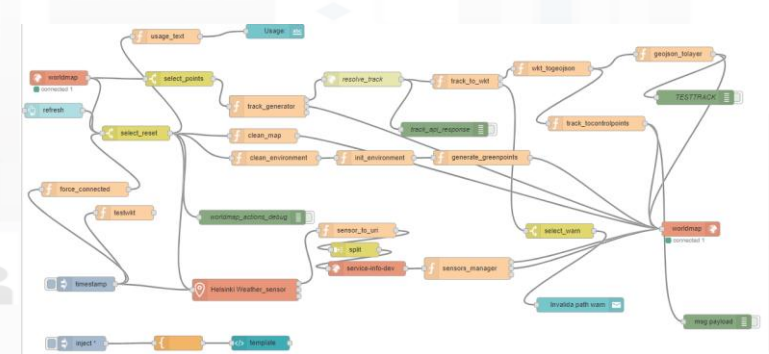 usage_text
Usage
worldmap
connected 1
select_points
resolve_track
track_to_wkt
wkt_togeojson
geojson_tolayer
refresh
track_generator
TESTTRACK
select_reset
clean_map
track_api_response
track_tocontrolpoints
clean_environment
init_environment
generate_greenpoints
force_connected
testwkt
worldmap_actions_debug
sensor_to_uri
select_warn
worldmap
connected 1
split
timestamp
service-info-dev
sensors_manager
Helsinki Weather_sensor
Invalida path warn
msg.payload
inject *
{
template